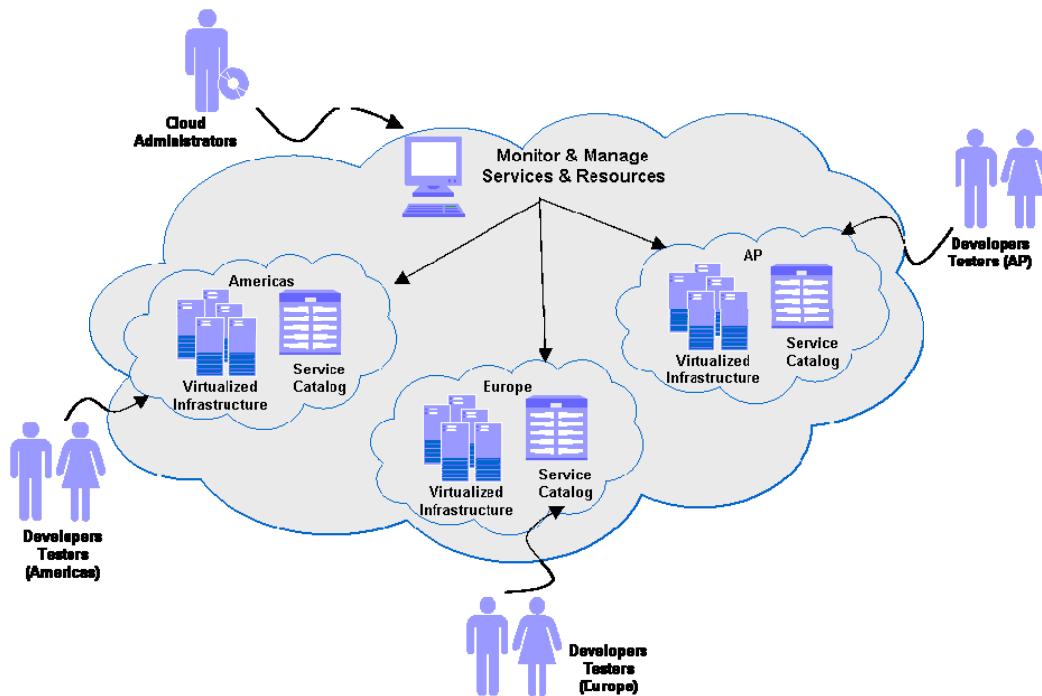 Cloud
Administrators
Monitor & Manage
Services & Resources
Developers
Testers (AP)
AP
Virtualized
Infrastructure
Service
Catalog
Americas
Virtualized
Infrastructure
Service
Catalog
Europe
Virtualized
Infrastructure
Service
Catalog
Developers
Testers
(Americas)
Developers
Testers
(Europe)